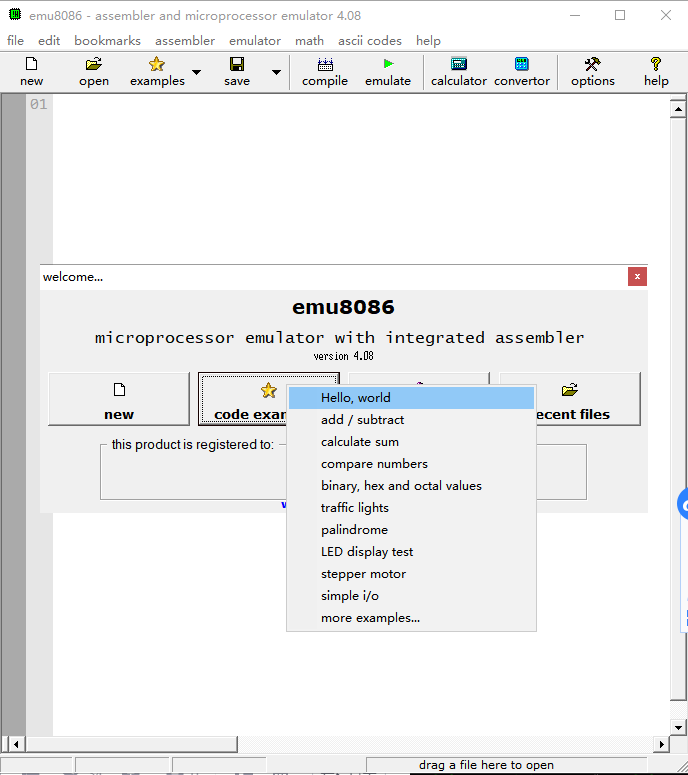 emu8086 - assembler and microprocessor emulator 4.08
file edit bookmarks assembler emulator math ascii codes help
new open examples save compile emulate calculator convertor options help
01
welcome...
emu8086
microprocessor emulator with integrated assembler
version 4.08
new code exam ecent files
this product is registered to:
Hello, world
add / subtract
calculate sum
compare numbers
binary, hex and octal values
traffic lights
palindrome
LED display test
stepper motor
simple i/o
more examples...
drag a file here to open